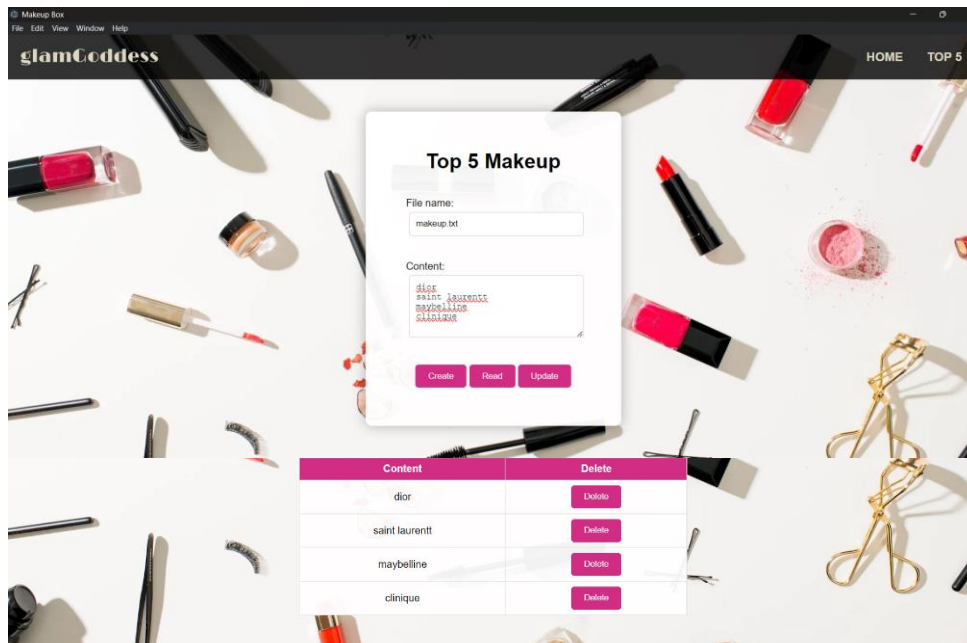 Makeup Box
File Edit View Window Help
glamGoddess
HOME TOP 5
Top 5 Makeup
File name:
makeup.txt
Content:
dior
saint laurentt
maybelline
clinique
Create Read Update
Content Delete
dior Delete
saint laurentt Delete
maybelline Delete
clinique Delete